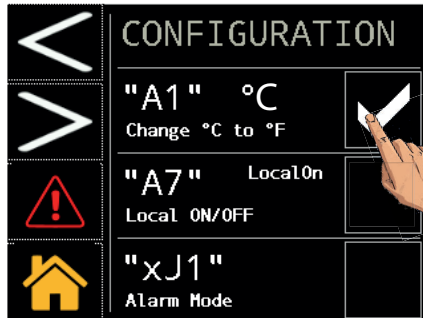 CONFIGURATION
"A1" °C
Change °C to °F
"A7" LocalOn
Local ON/OFF
"xJ1"
Alarm Mode